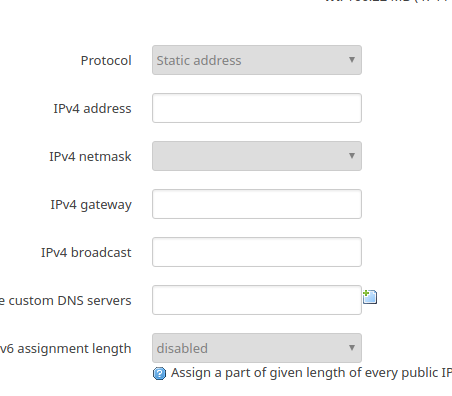 Protocol Static address
IPv4 address
IPv4 netmask
IPv4 gateway
IPv4 broadcast
e custom DNS servers
v6 assignment length disabled
Assign a part of given length of every public IP